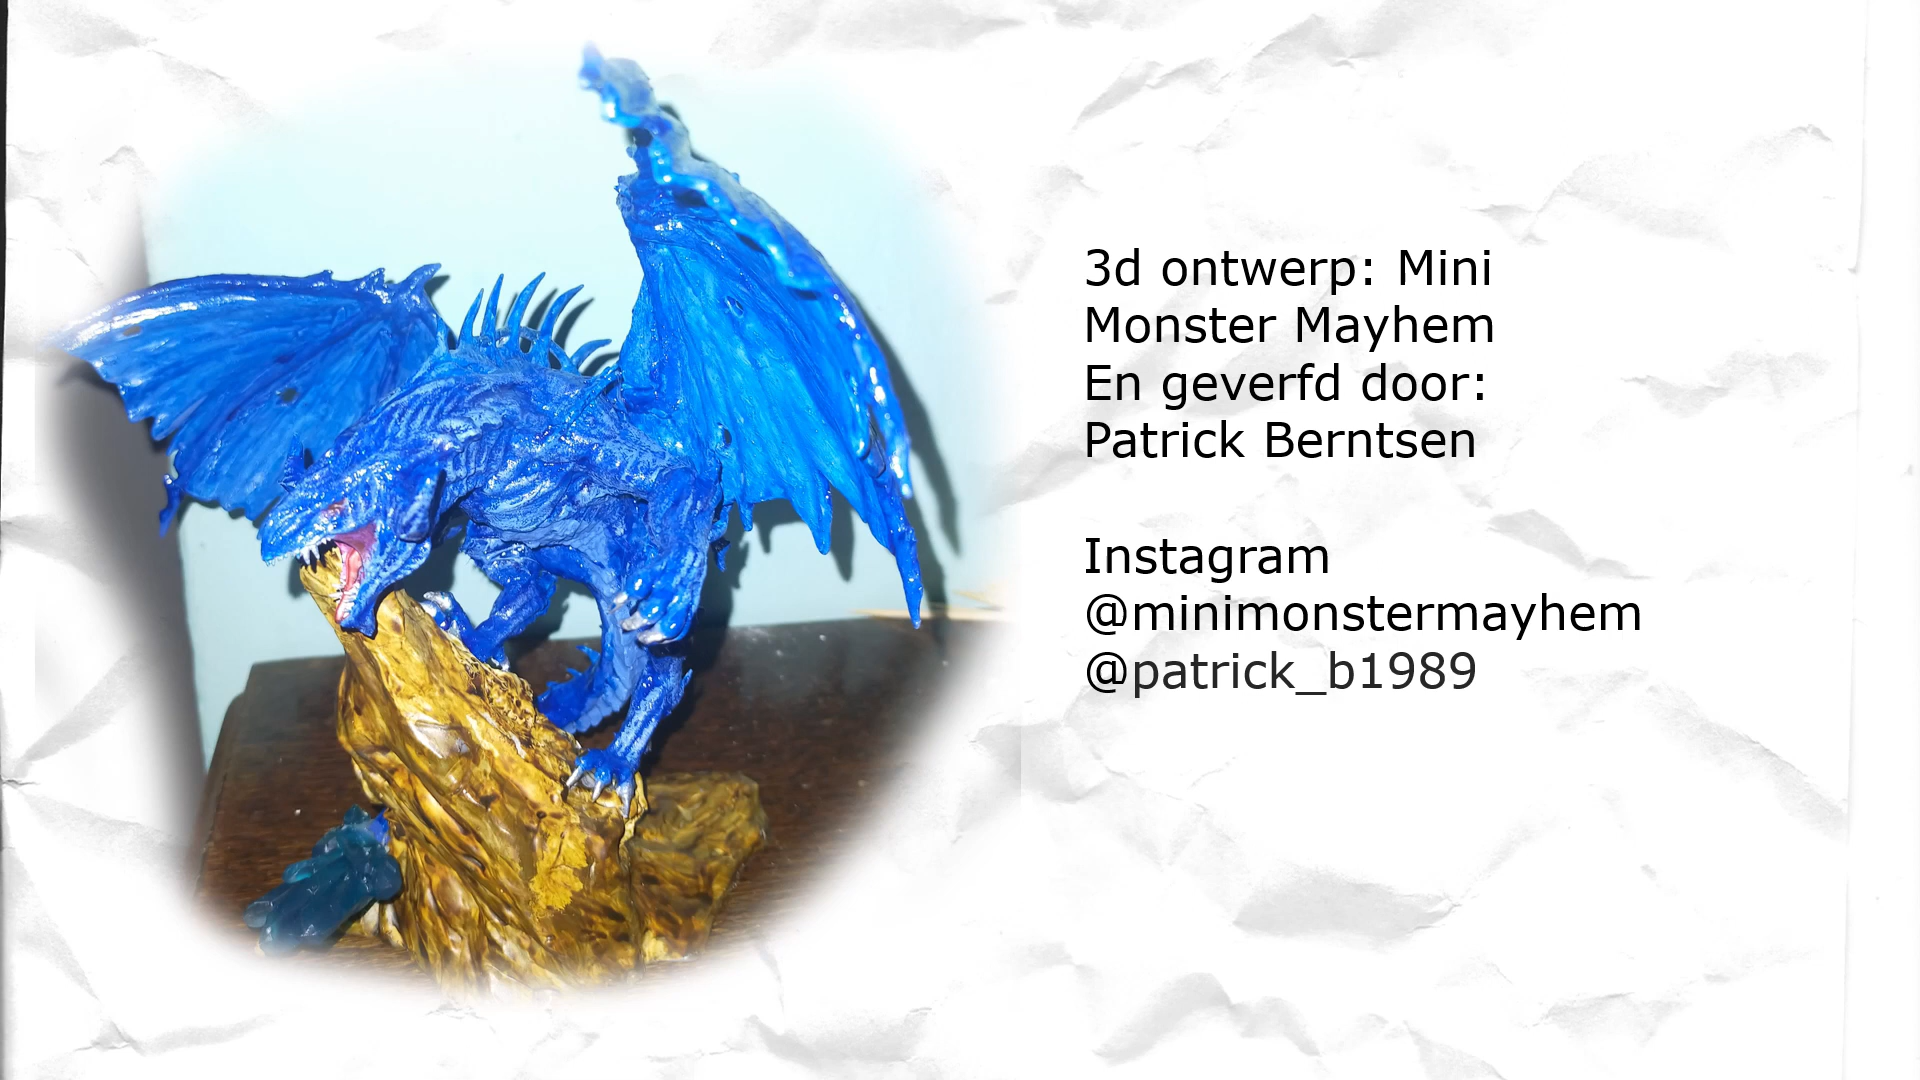 3d ontwerp: Mini
Monster Mayhem
En geverfd door:
Patrick Berntsen
Instagram
@minimonstermayhem
@patrick_b1989